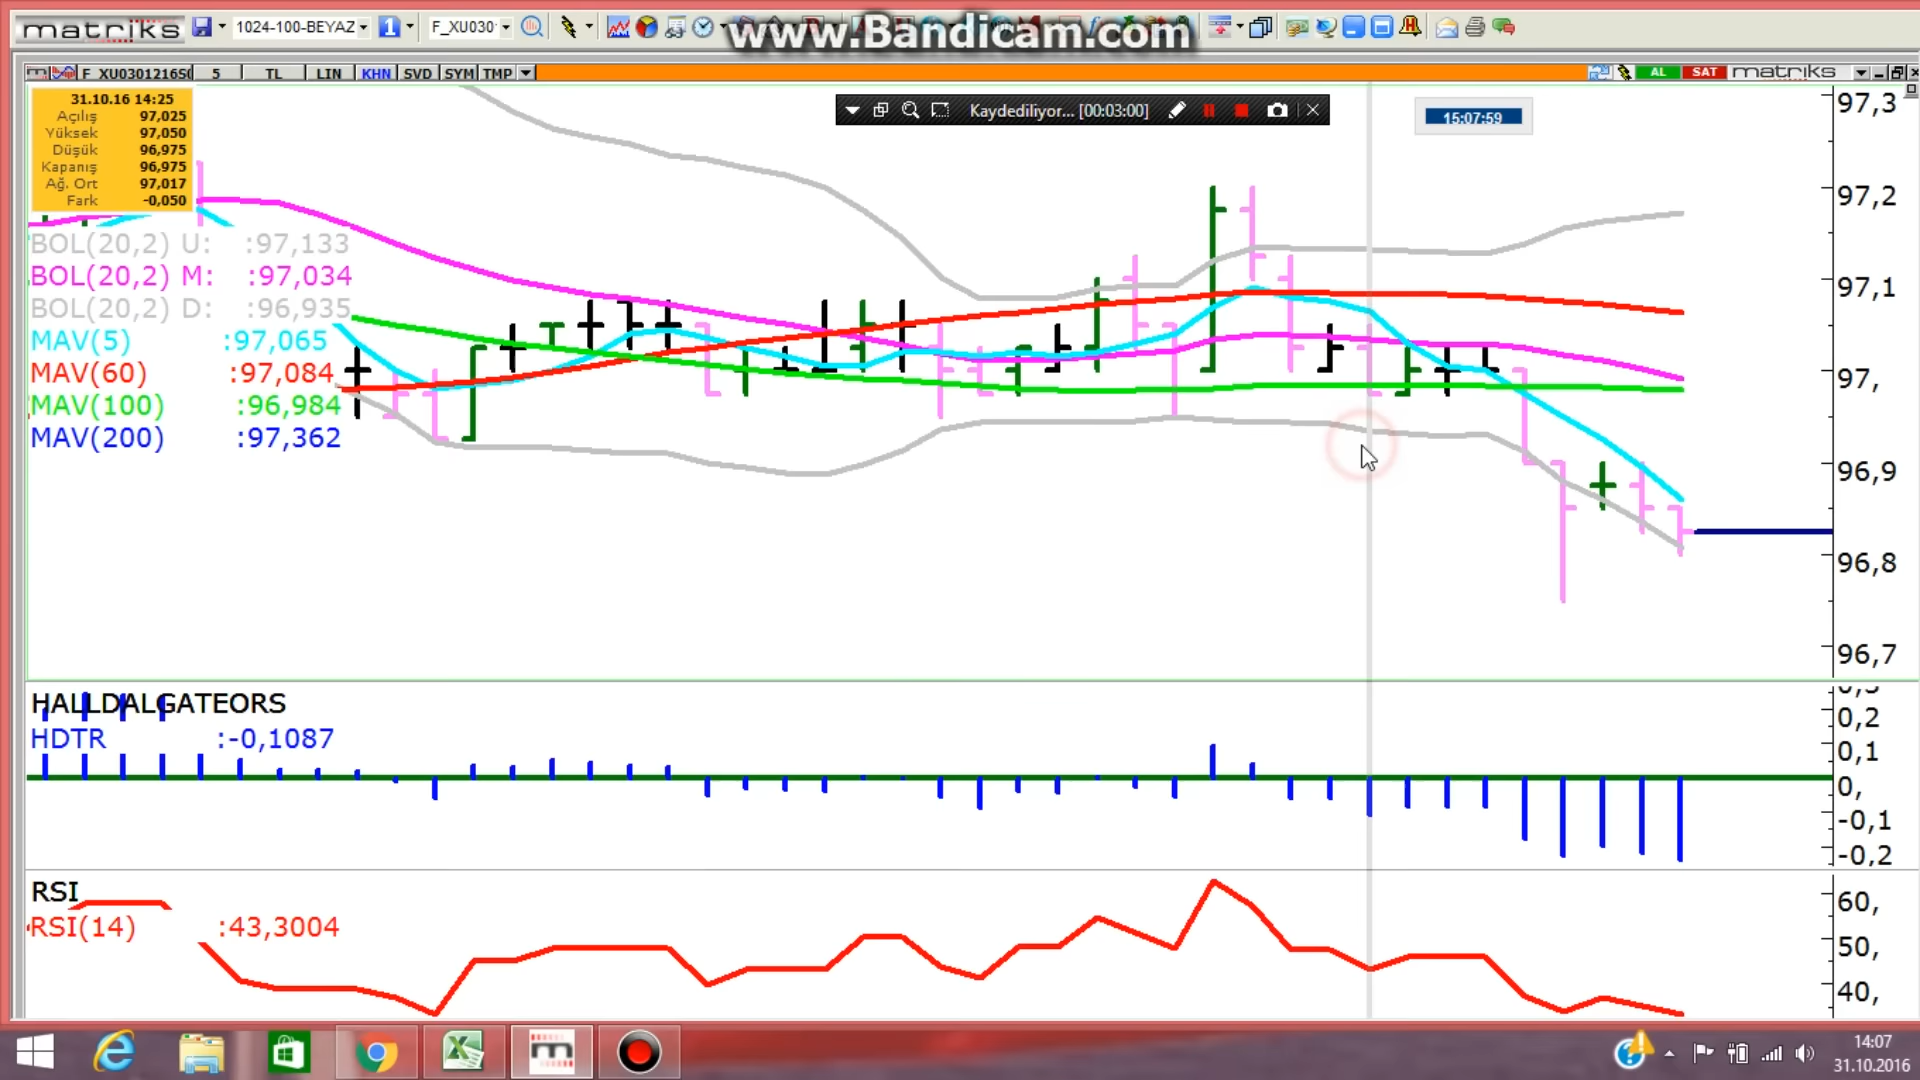 www.Bandicam.com
matriks
1024-100-BEYAZ
1
F_XU030
F_XU0301216S0
5
TL
LIN
KHN
SVD
SYM
TMP
AL
SAT
matriks
31.10.16 14:25
Açılış 97,025
Yüksek 97,050
Düşük 96,975
Kapanış 96,975
Ağ. Ort 97,017
Fark -0,050
Kaydediliyor... [00:03:00]
15:07:59
BOL(20,2) U: :97,133
BOL(20,2) M: :97,034
BOL(20,2) D: :96,935
MAV(5) :97,065
MAV(60) :97,084
MAV(100) :96,984
MAV(200) :97,362
97,3
97,2
97,1
97,
96,9
96,8
96,7
HALLDALGATEORS
HDTR :-0,1087
0,2
0,1
0,
-0,1
-0,2
RSI
RSI(14) :43,3004
60,
50,
40,
14:07
31.10.2016